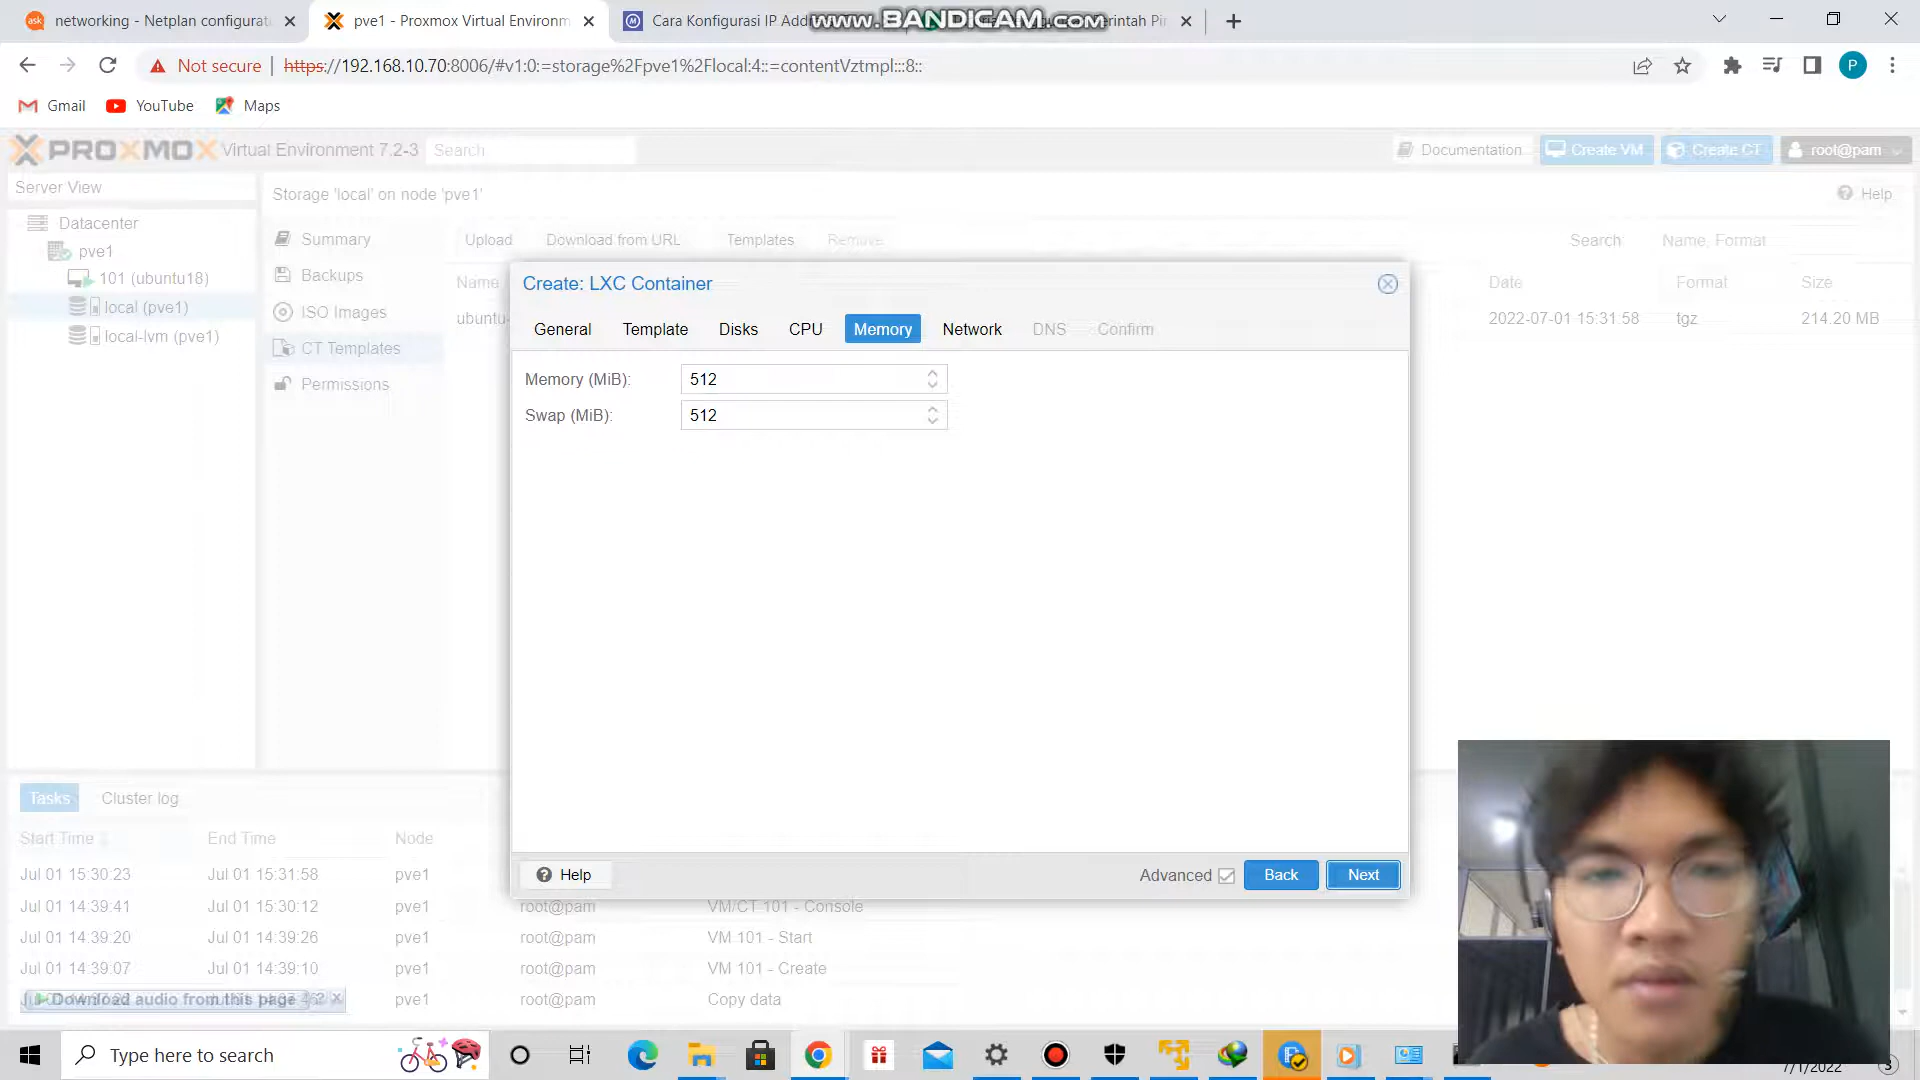 networking - Netplan configurat
pve1 - Proxmox Virtual Environm
Cara Konfigurasi IP Add
www.BANDICAM.com
Perintah Pi
Not secure
https://192.168.10.70:8006/#v1:0:=storage%2Fpve1%2Flocal:4::=contentVztmpl:::8::
P
Gmail
YouTube
Maps
PROXMOX
Virtual Environment 7.2-3
Search
Documentation
Create VM
Create CT
root@pam
Server View
Storage 'local' on node 'pve1'
Help
Datacenter
pve1
101 (ubuntu18)
local (pve1)
local-lvm (pve1)
Summary
Backups
ISO Images
CT Templates
Permissions
Upload
Download from URL
Templates
Remove
Search:
Name, Format
Name
Date
Format
Size
ubuntu-
2022-07-01 15:31:58
tgz
214.20 MB
Create: LXC Container
General
Template
Disks
CPU
Memory
Network
DNS
Confirm
Memory (MiB):
512
Swap (MiB):
512
Help
Advanced
Back
Next
Tasks
Cluster log
Start Time
End Time
Node
Jul 01 15:30:23
Jul 01 15:31:58
pve1
Jul 01 14:39:41
Jul 01 15:30:12
pve1
root@pam
VM/CT 101 - Console
Jul 01 14:39:20
Jul 01 14:39:26
pve1
root@pam
VM 101 - Start
Jul 01 14:39:07
Jul 01 14:39:10
pve1
root@pam
VM 101 - Create
Download audio from this page
pve1
root@pam
Copy data
Type here to search
7/1/2022
3